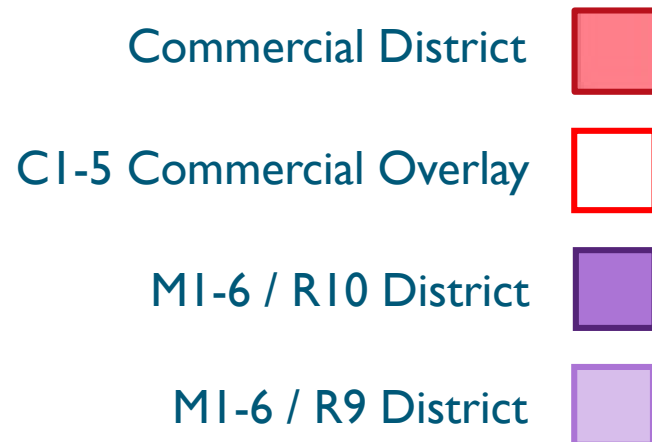 Commercial District
C1-5 Commercial Overlay
M1-6 / R10 District
M1-6 / R9 District